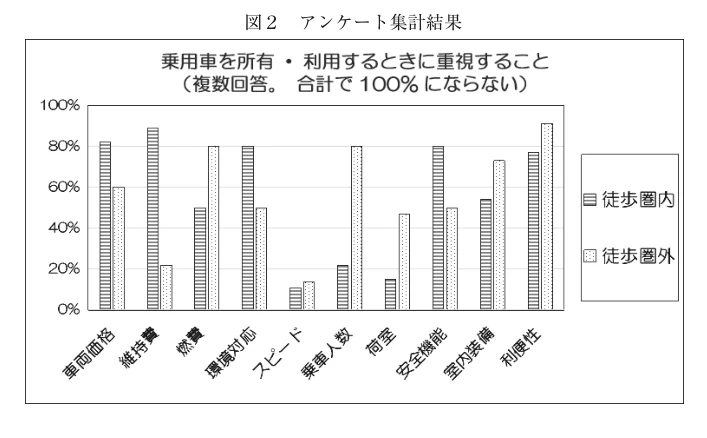 図２　アンケート集計結果
乗用車を所有・利用するときに重視すること
（複数回答。 合計で100%にならない）
100%
80%
60%
40%
20%
0%
車両価格
維持費
燃費
環境対応
スピード
乗車人数
荷室
安全機能
室内装備
利便性
徒歩圏内
徒歩圏外